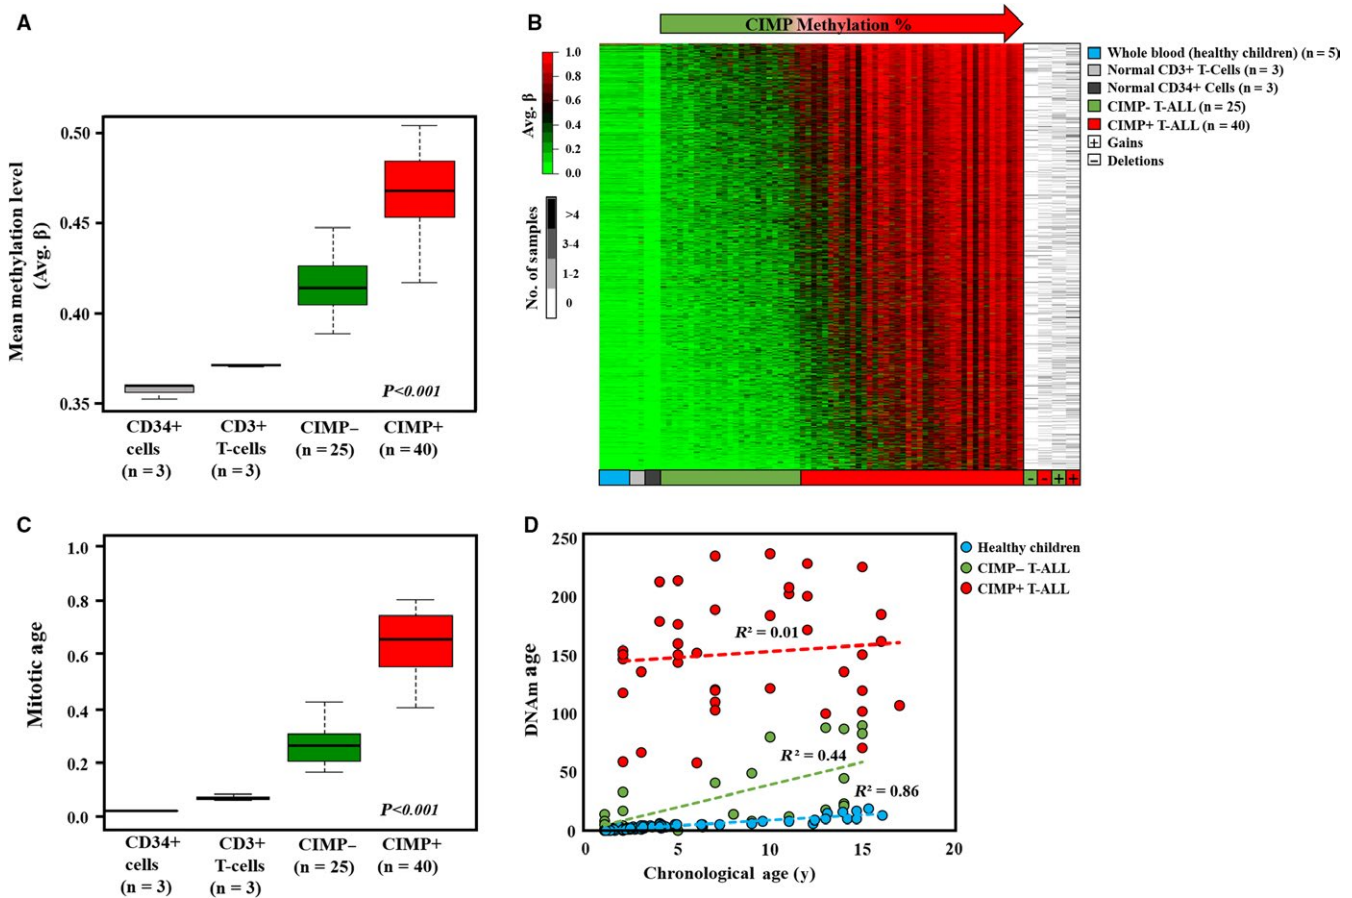 A
Mean methylation level
(Avg. β)
0.50
0.45
0.40
0.35
P<0.001
CD34+
cells
(n = 3)
CD3+
T-cells
(n = 3)
CIMP−
(n = 25)
CIMP+
(n = 40)
B
CIMP Methylation %
Avg. β
1.0
0.8
0.6
0.4
0.2
0.0
No. of samples
>4
3-4
1-2
0
Whole blood (healthy children) (n = 5)
Normal CD3+ T-Cells (n = 3)
Normal CD34+ Cells (n = 3)
CIMP- T-ALL (n = 25)
CIMP+ T-ALL (n = 40)
+ Gains
− Deletions
− − + +
C
Mitotic age
1.0
0.8
0.6
0.4
0.2
0.0
P<0.001
CD34+
cells
(n = 3)
CD3+
T-cells
(n = 3)
CIMP−
(n = 25)
CIMP+
(n = 40)
D
DNAm age
250
200
150
100
50
0
R² = 0.01
R² = 0.44
R² = 0.86
0 5 10 15 20
Chronological age (y)
Healthy children
CIMP− T-ALL
CIMP+ T-ALL